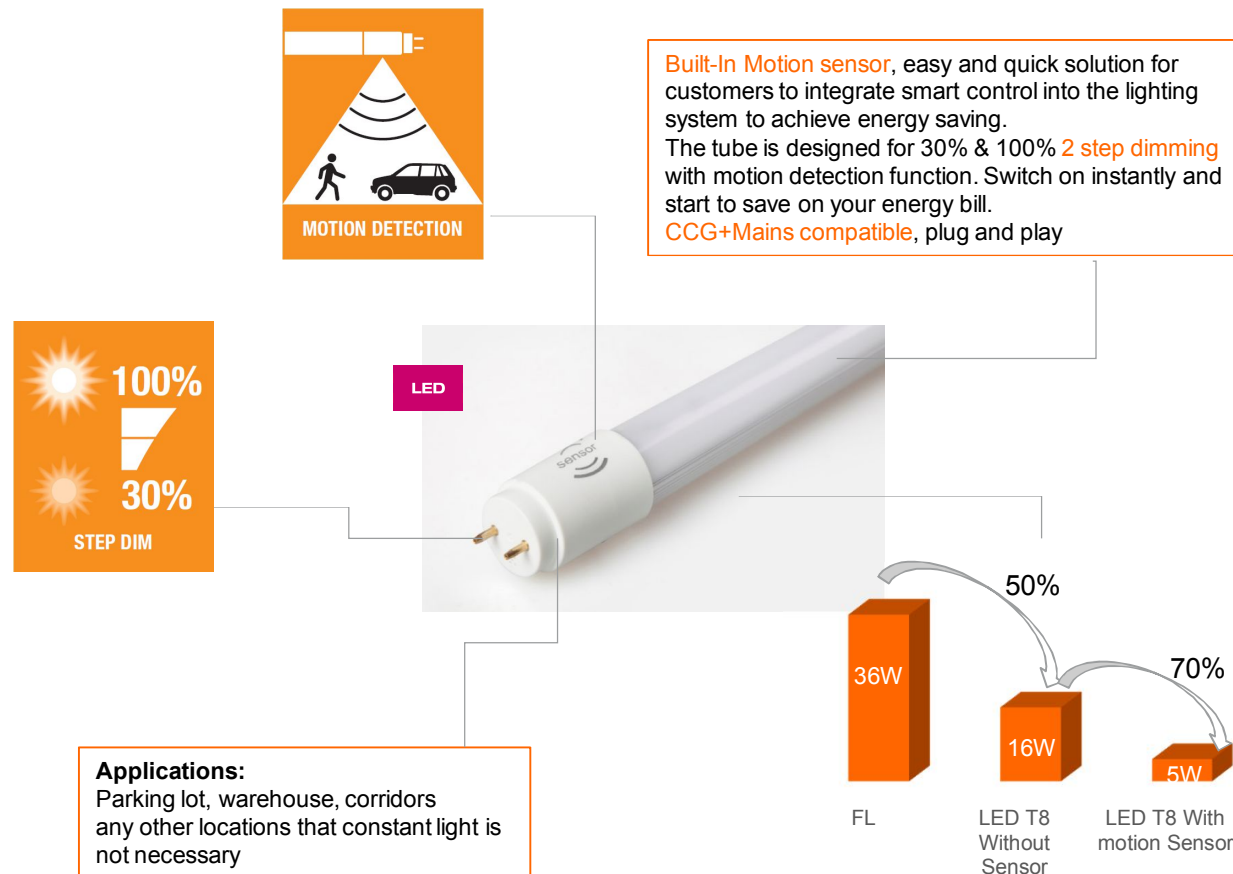 MOTION DETECTION
Built-In Motion sensor, easy and quick solution for
customers to integrate smart control into the lighting
system to achieve energy saving.
The tube is designed for 30% & 100% 2 step dimming
with motion detection function. Switch on instantly and
start to save on your energy bill.
CCG+Mains compatible, plug and play
100%
30%
STEP DIM
LED
sensor
50%
70%
36W
16W
5W
FL
LED T8
Without
Sensor
LED T8 With
motion Sensor
Applications:
Parking lot, warehouse, corridors
any other locations that constant light is
not necessary